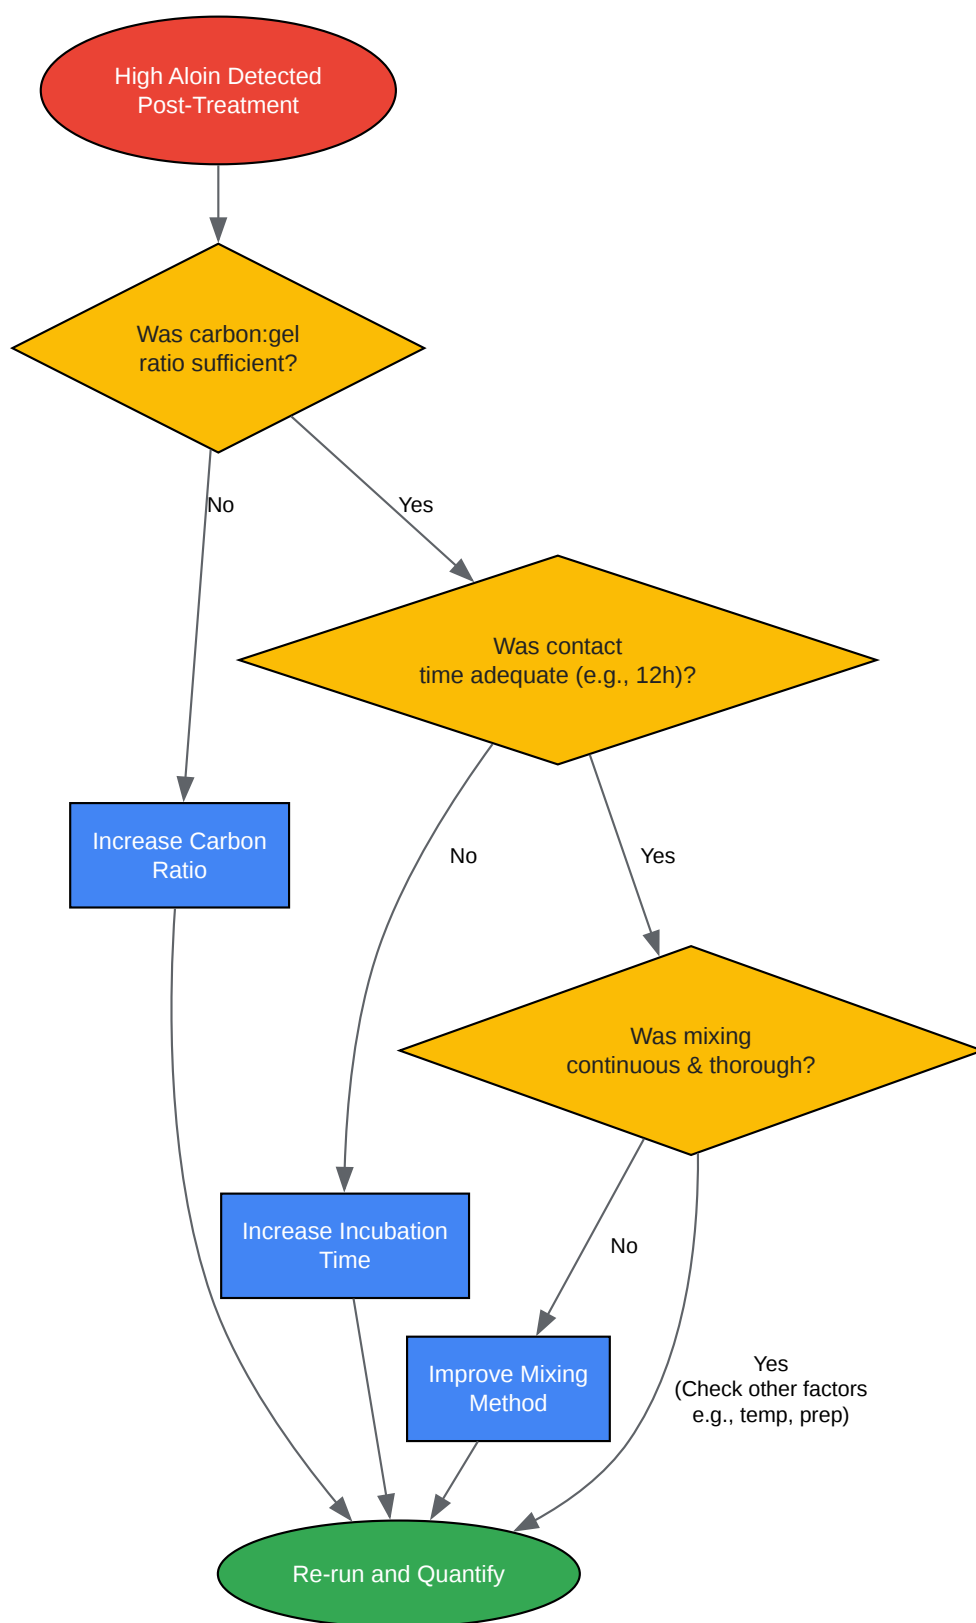 High Aloin Detected
Post-Treatment
Was carbon:gel
ratio sufficient?
No
Yes
Was contact
time adequate (e.g., 12h)?
Increase Carbon
Ratio
No
Yes
Was mixing
continuous & thorough?
Increase Incubation
Time
No
Improve Mixing
Method
Yes
(Check other factors
e.g., temp, prep)
Re-run and Quantify